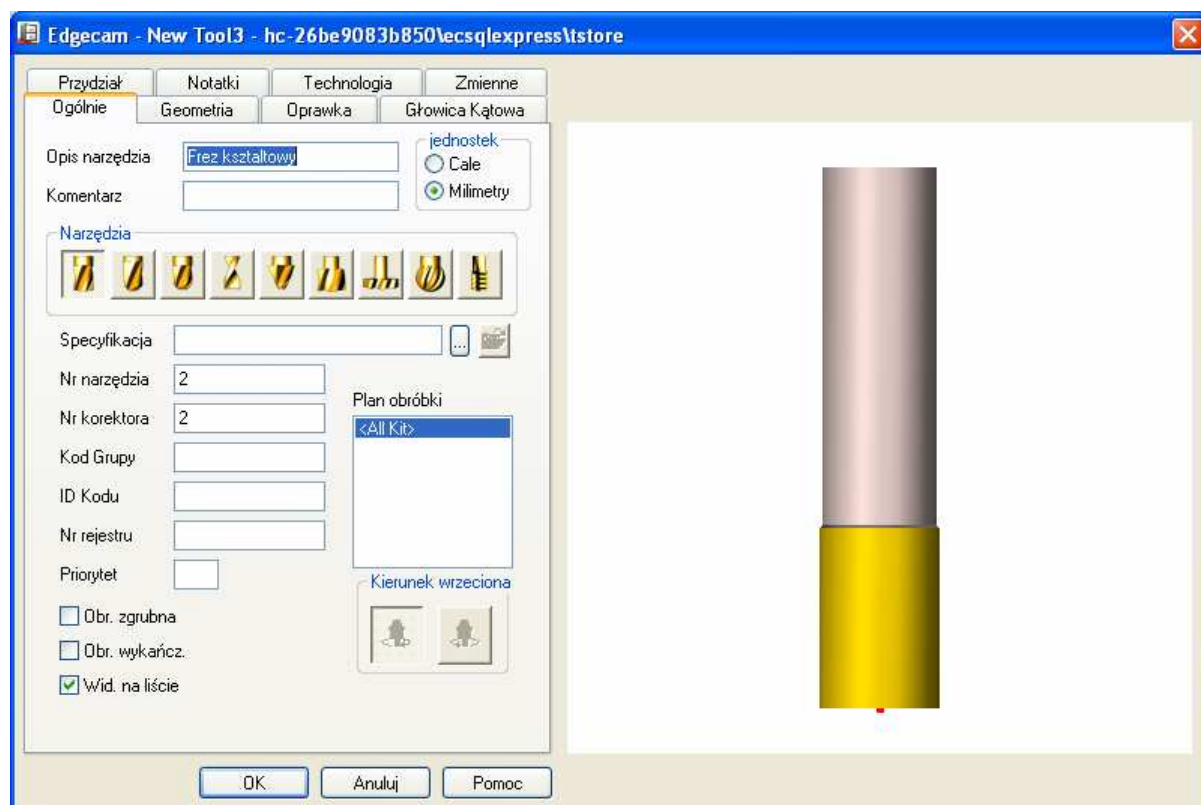 Edgecam - New Tool3 - hc-26be9083b850\ecsqlexpress\tstore
Przydział Notatki Technologia Zmienne
Ogólnie Geometria Oprawka Głowica Kątowa
Opis narzędzia Frez kształtowy
Komentarz
jednostek
Cale
Milimetry
Narzędzia
Specyfikacja ...
Nr narzędzia 2
Nr korektora 2
Kod Grupy
ID Kodu
Nr rejestru
Priorytet
Plan obróbki
<All Kit>
Kierunek wrzeciona
Obr. zgrubna
Obr. wykańcz.
Wid. na liście
OK Anuluj Pomoc